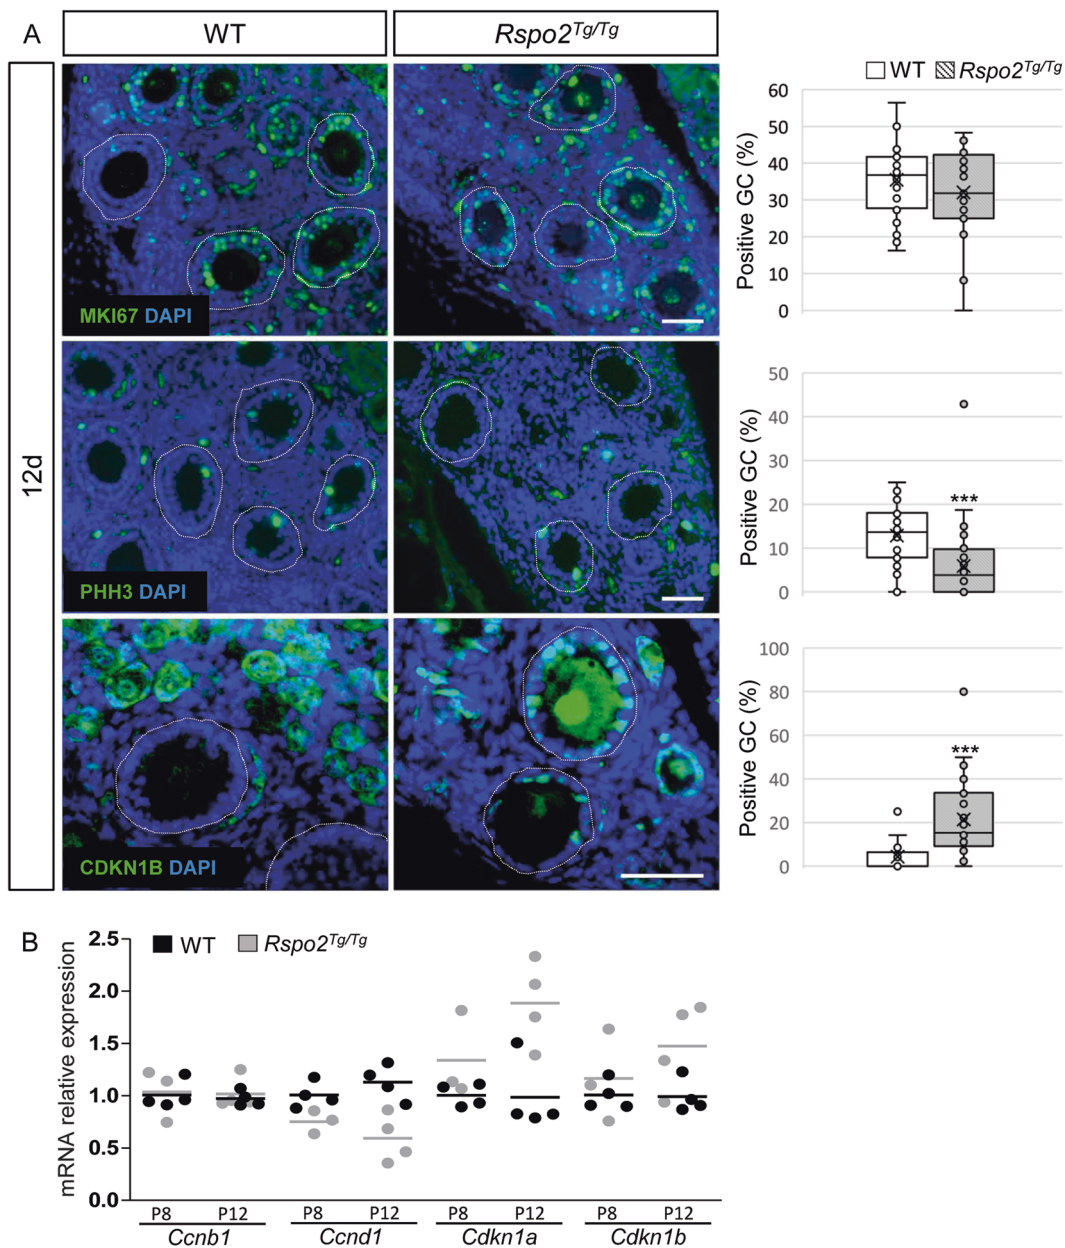 A
WT
Rspo2Tg/Tg
WT Rspo2Tg/Tg
12d
MKI67 DAPI
Positive GC (%)
60
50
40
30
20
10
0
PHH3 DAPI
Positive GC (%)
50
40
30
20
10
0
***
CDKN1B DAPI
Positive GC (%)
100
80
60
40
20
0
***
B
WT Rspo2Tg/Tg
mRNA relative expression
2.5
2.0
1.5
1.0
0.5
0.0
P8 P12 P8 P12 P8 P12 P8 P12
Ccnb1 Ccnd1 Cdkn1a Cdkn1b